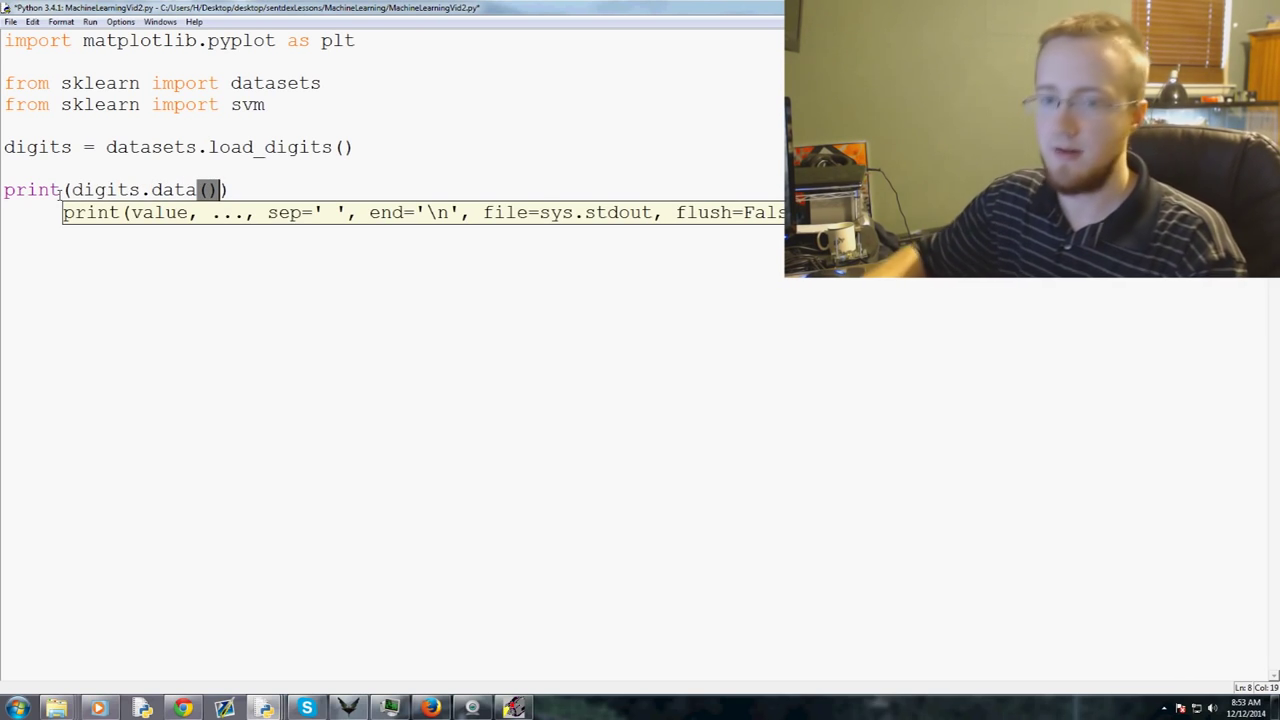 *Python 3.4.1: MachineLearningVid2.py - C:/Users/H/Desktop/desktop/sentdexLessons/MachineLearning/MachineLearningVid2.py*
File Edit Format Run Options Windows Help
import matplotlib.pyplot as plt
from sklearn import datasets
from sklearn import svm
digits = datasets.load_digits()
print(digits.data())
print(value, ..., sep=' ', end='\n', file=sys.stdout, flush=Fals
Ln: 8 Col: 19
8:53 AM
12/12/2014